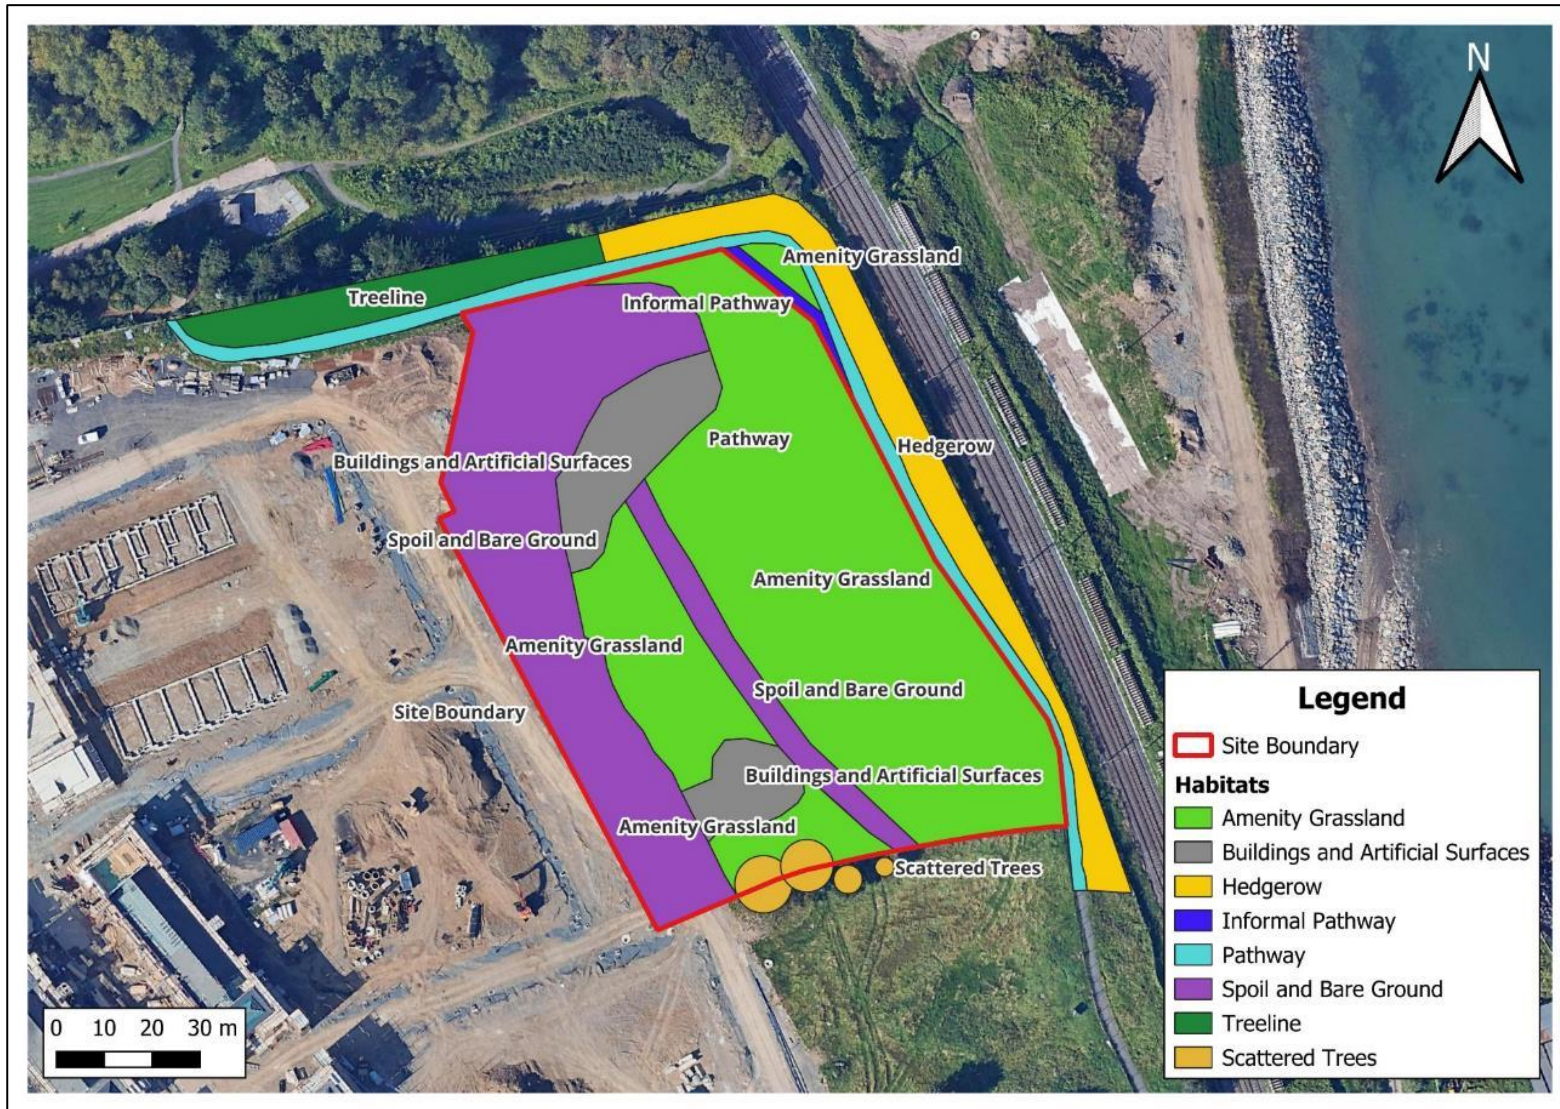 N
Amenity Grassland
Treeline
Informal Pathway
Pathway
Hedgerow
Buildings and Artificial Surfaces
Spoil and Bare Ground
Amenity Grassland
Amenity Grassland
Spoil and Bare Ground
Site Boundary
Buildings and Artificial Surfaces
Amenity Grassland
Scattered Trees
Legend
Site Boundary
Habitats
Amenity Grassland
Buildings and Artificial Surfaces
Hedgerow
Informal Pathway
Pathway
Spoil and Bare Ground
Treeline
Scattered Trees
0 10 20 30 m